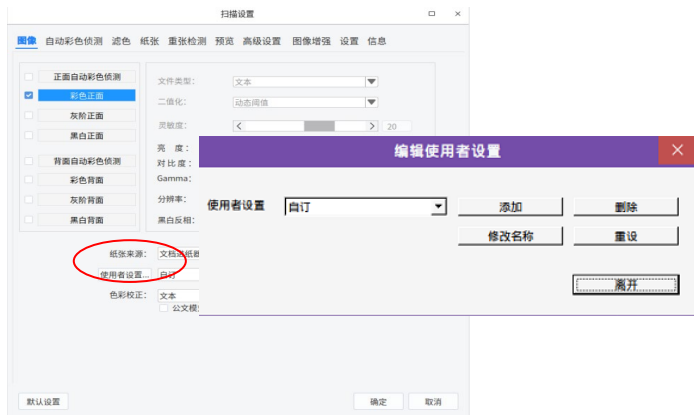 扫描设置
图像 自动彩色侦测 滤色 纸张 重张检测 预览 高级设置 图像增强 设置 信息
正面自动彩色侦测
彩色正面
灰阶正面
黑白正面
背面自动彩色侦测
彩色背面
灰阶背面
黑白背面
文件类型： 文本
二值化： 动态阈值
灵敏度： 20
亮 度：
对比度：
Gamma：
分辨率：
黑白反相：
纸张来源： 文档进纸器
使用者设置... 自订
色彩校正： 文本
公文模
默认设置 确定 取消
编辑使用者设置
使用者设置 自订 添加 删除
修改名称 重设
离开